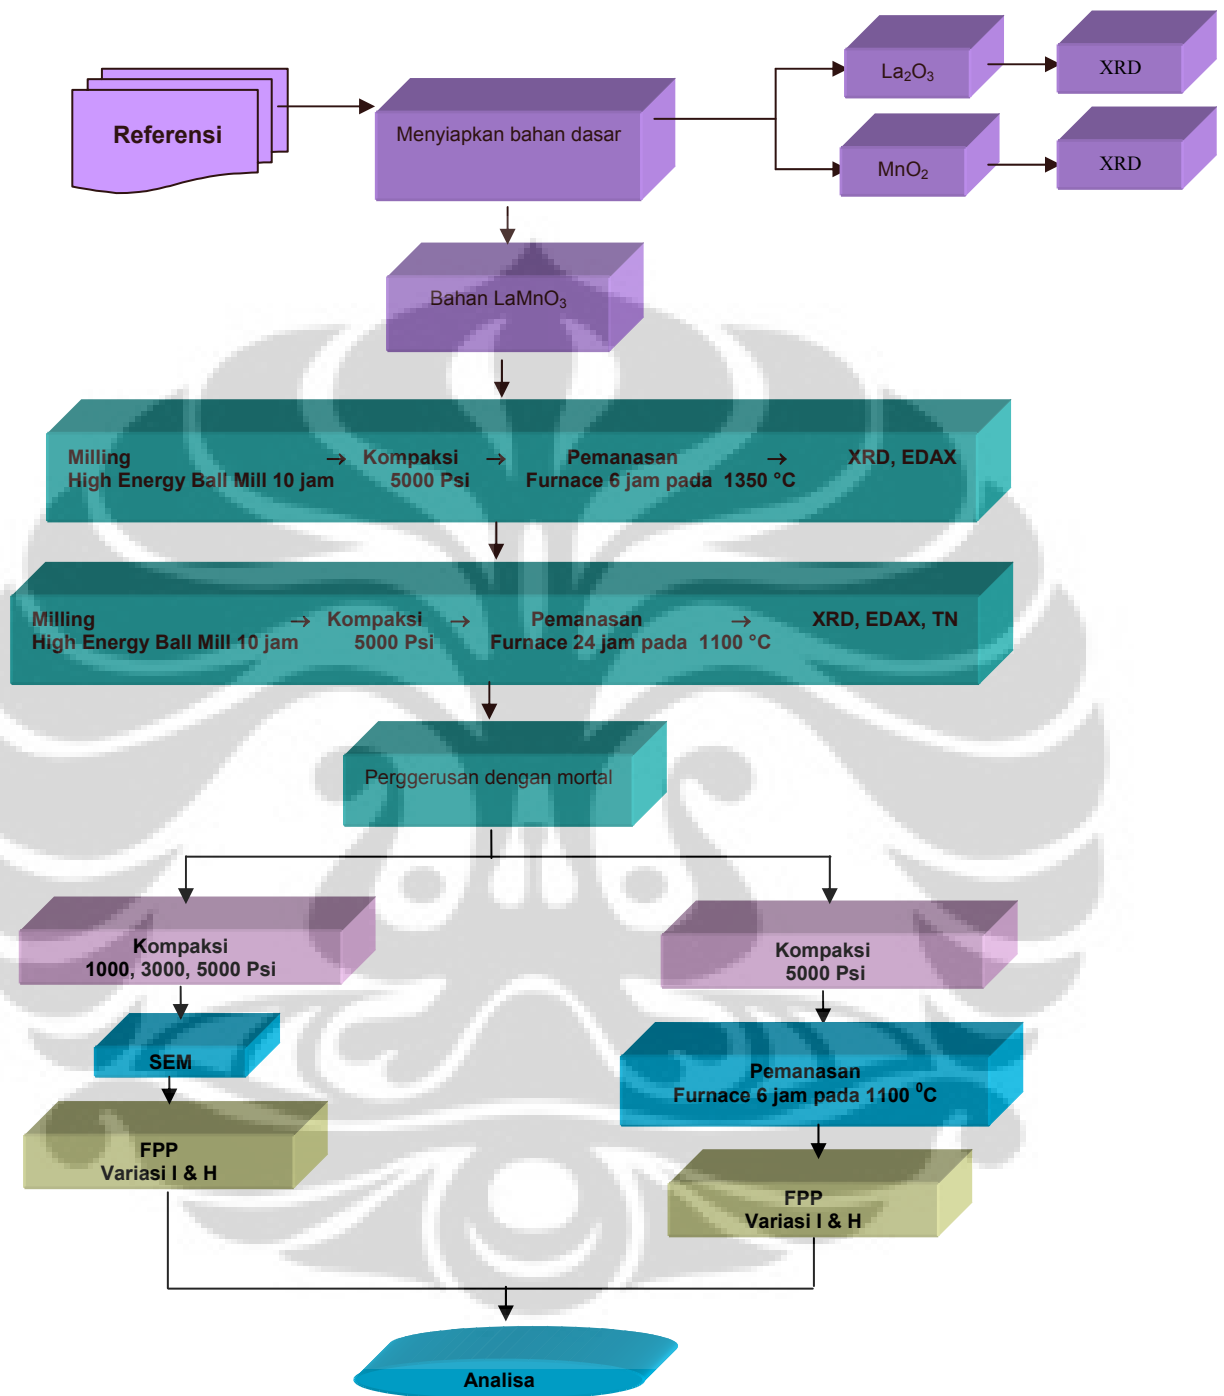 Referensi
Menyiapkan bahan dasar
La₂O₃
XRD
MnO₂
XRD
Bahan LaMnO₃
Milling → Kompaksi → Pemanasan → XRD, EDAX
High Energy Ball Mill 10 jam 5000 Psi Furnace 6 jam pada 1350 °C
Milling → Kompaksi → Pemanasan → XRD, EDAX, TN
High Energy Ball Mill 10 jam 5000 Psi Furnace 24 jam pada 1100 °C
Perggerusan dengan mortal
Kompaksi
1000, 3000, 5000 Psi
SEM
FPP
Variasi I & H
Kompaksi
5000 Psi
Pemanasan
Furnace 6 jam pada 1100 ⁰C
FPP
Variasi I & H
Analisa